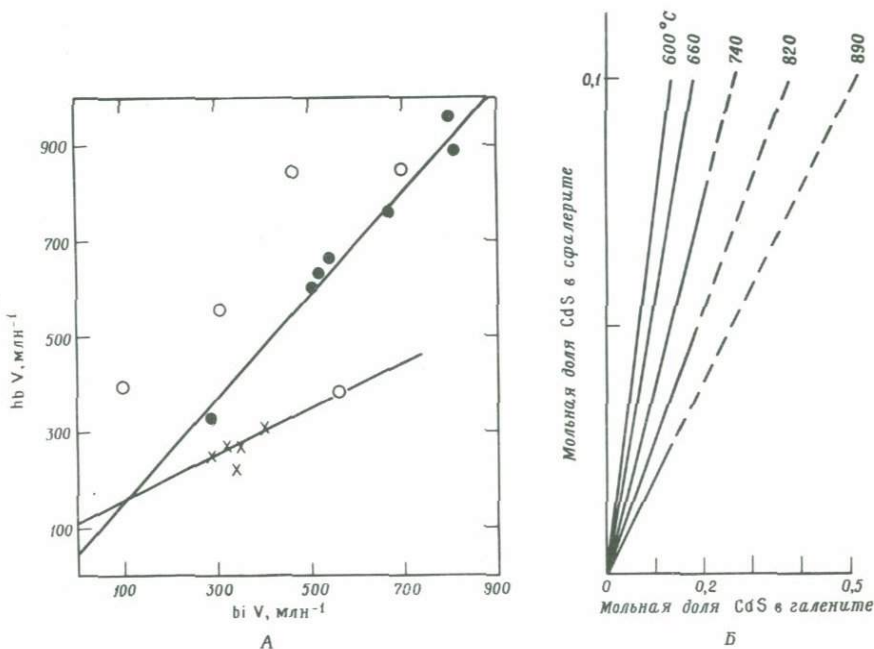 900
700
500
300
100
hb V, млн⁻¹
100 300 500 700 900
bi V, млн⁻¹
А
600°C
660
740
820
890
0,1
Мольная доля CdS в сфалерите
0 0,2 0,5
Мольная доля CdS в галените
Б